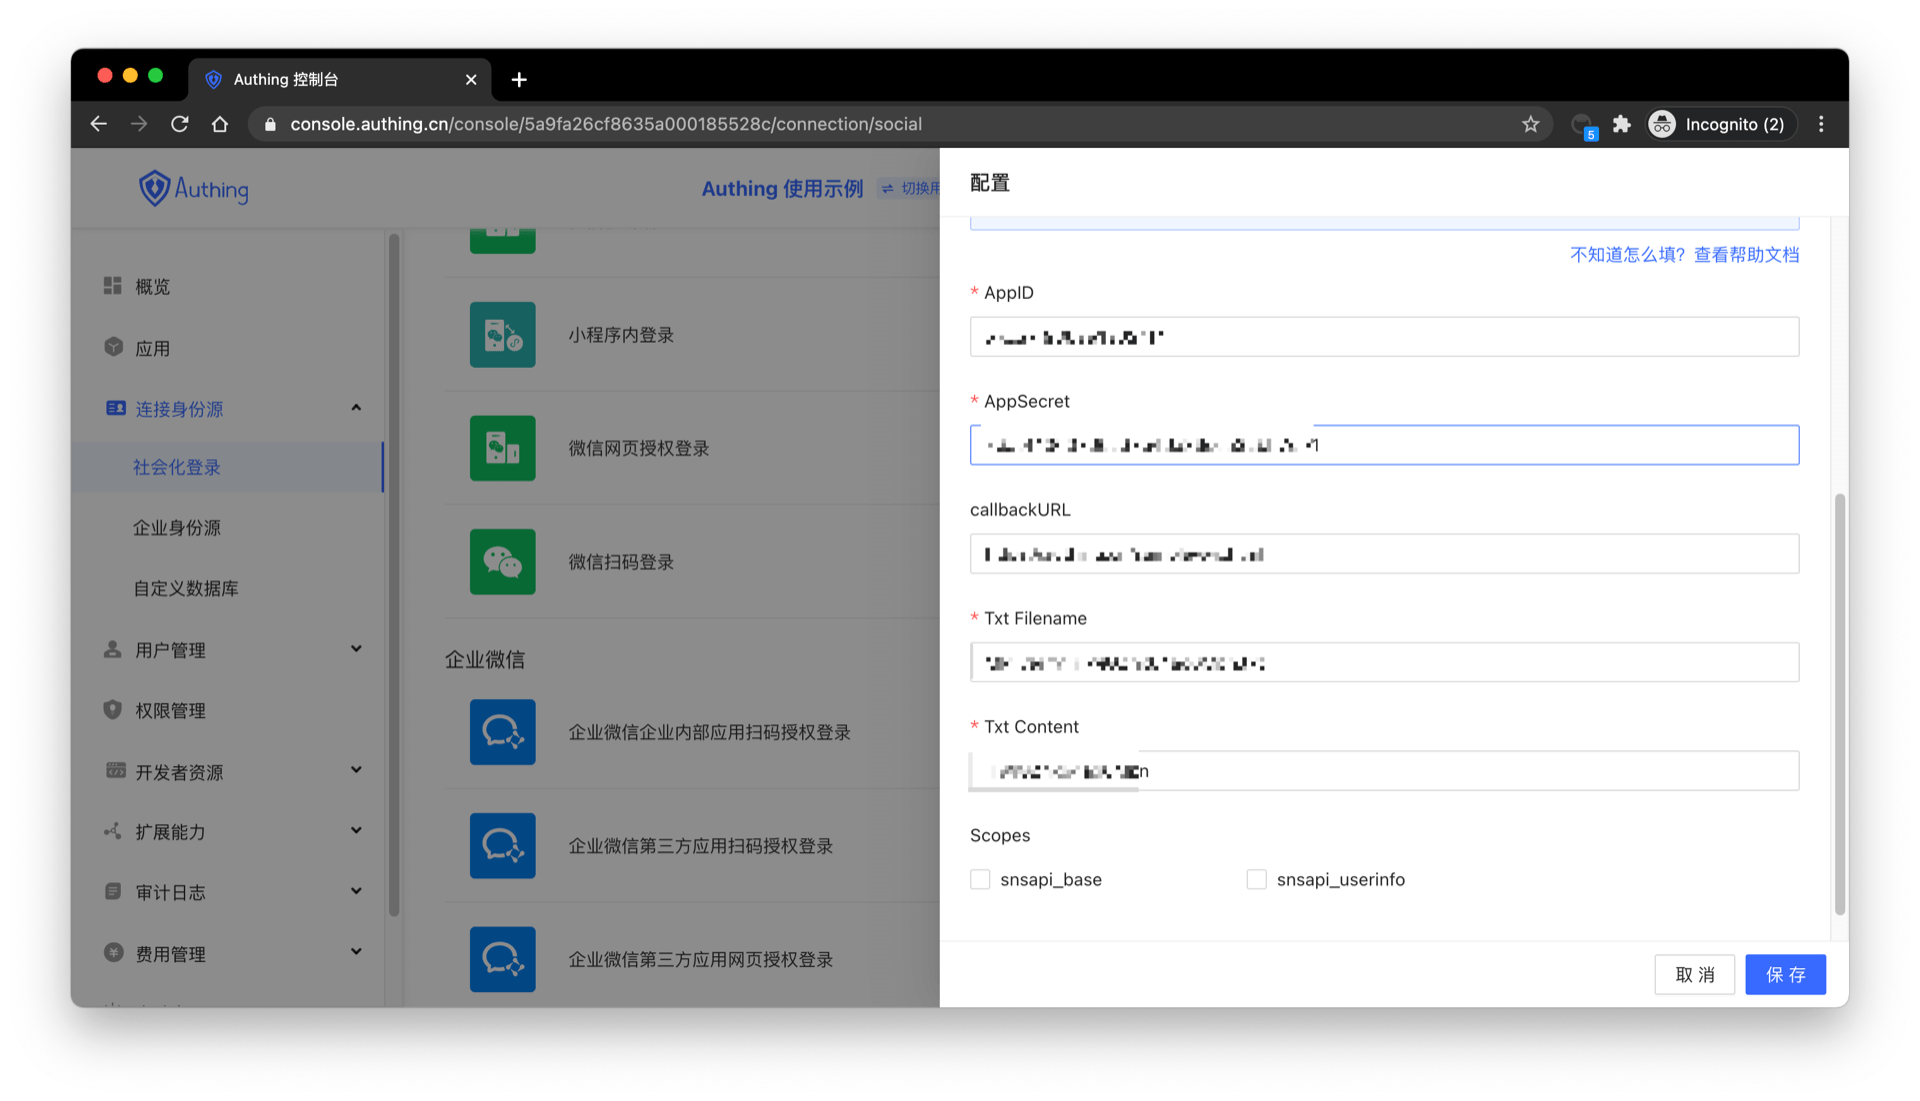 Authing 控制台
console.authing.cn/console/5a9fa26cf8635a000185528c/connection/social
5
Incognito (2)
Authing
Authing 使用示例
切换用
概览
应用
连接身份源
社会化登录
企业身份源
自定义数据库
用户管理
权限管理
开发者资源
扩展能力
审计日志
费用管理
小程序内登录
微信网页授权登录
微信扫码登录
企业微信
企业微信企业内部应用扫码授权登录
企业微信第三方应用扫码授权登录
企业微信第三方应用网页授权登录
配置
不知道怎么填？查看帮助文档
* AppID
* AppSecret
callbackURL
* Txt Filename
* Txt Content
Scopes
snsapi_base
snsapi_userinfo
取 消
保 存